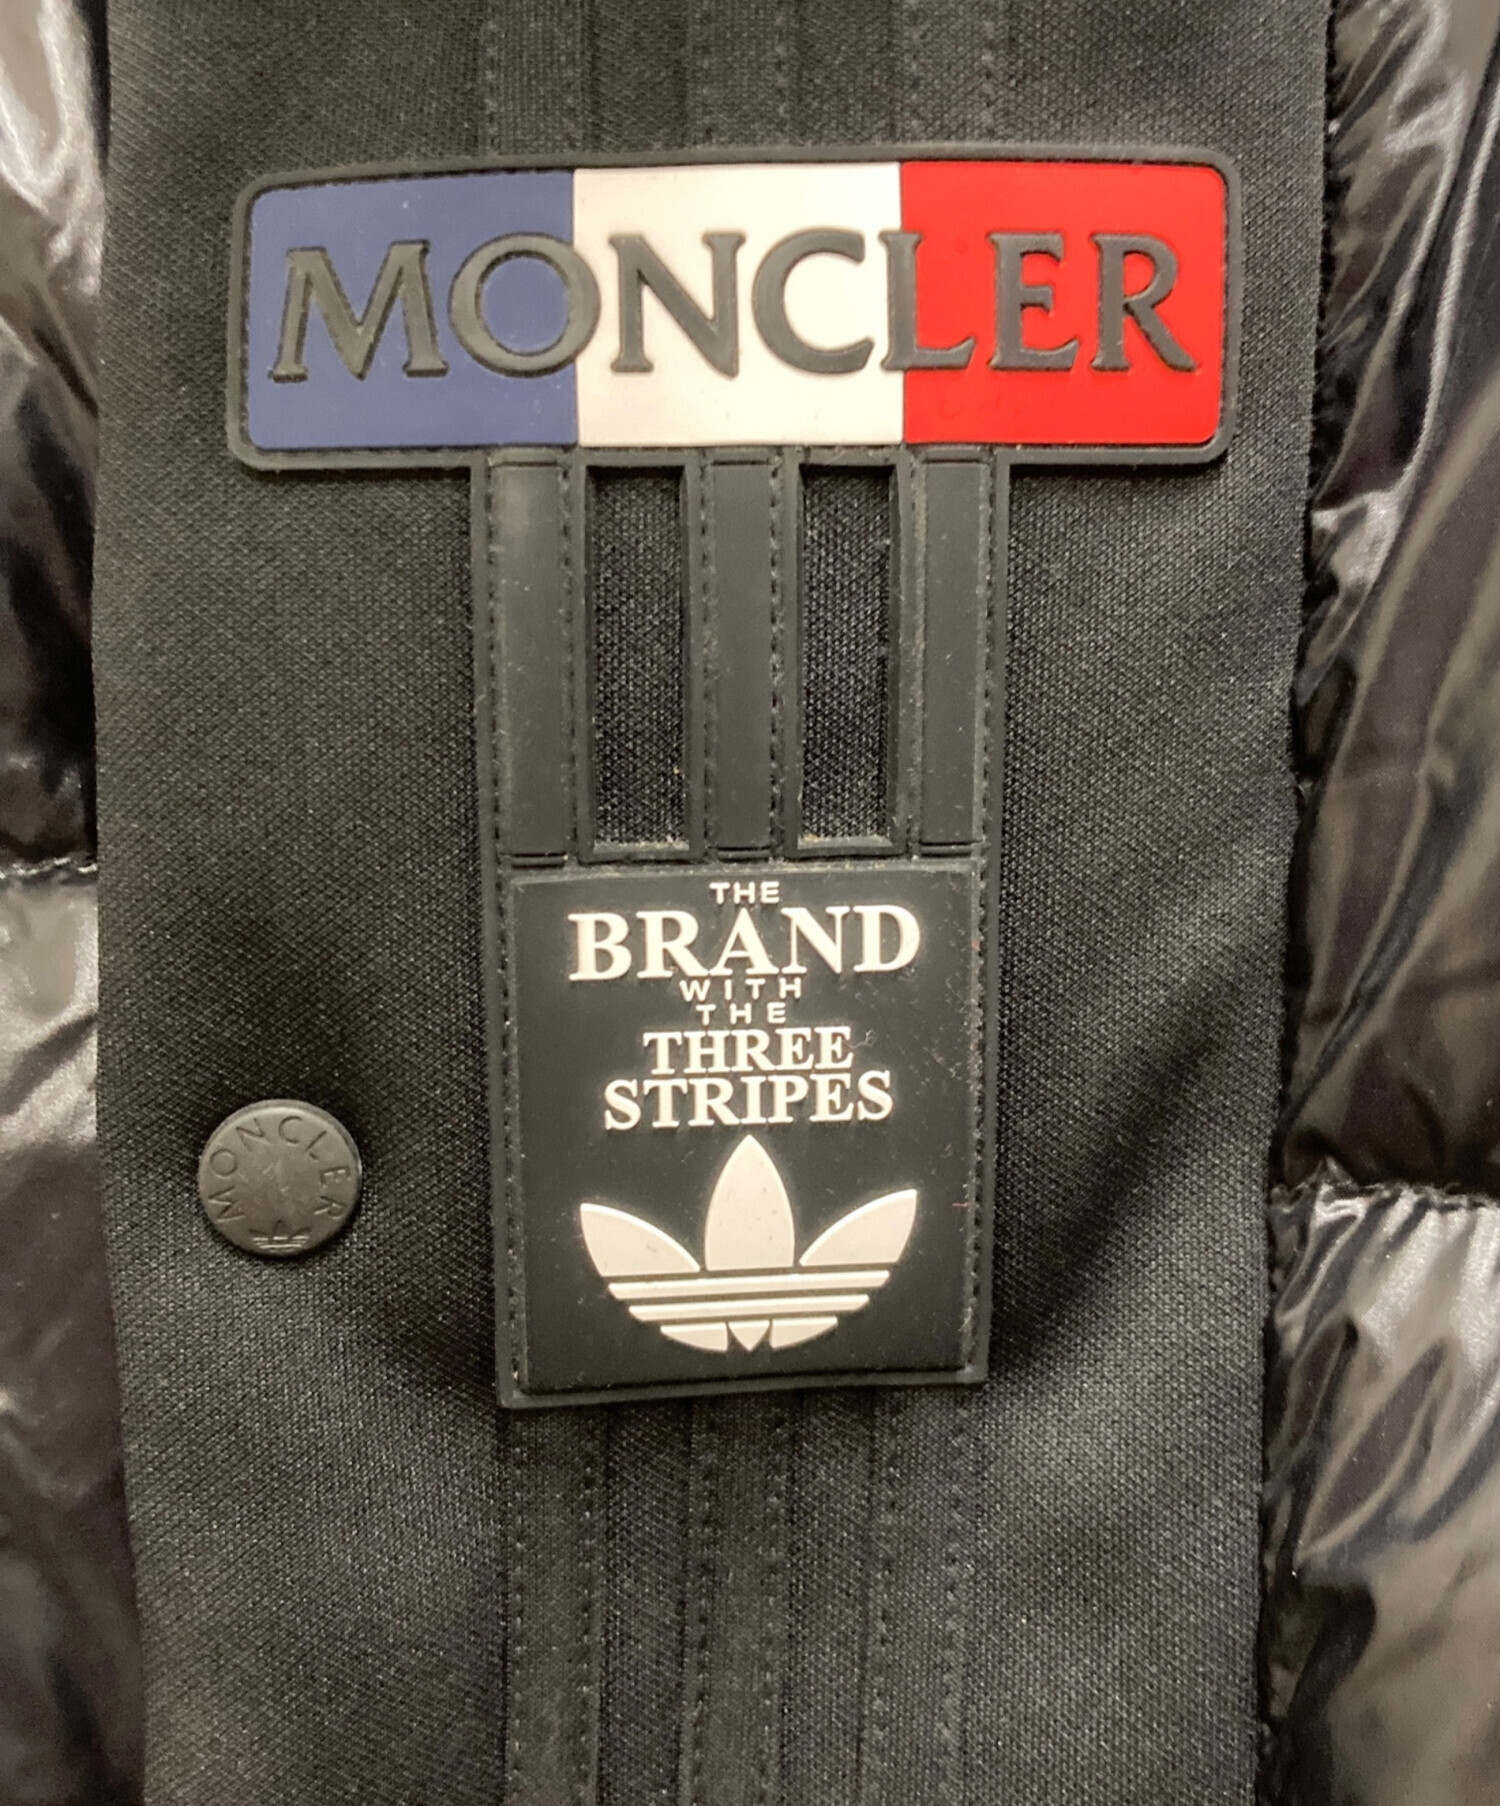 MONCLER
THE
BRAND
WITH
THE
THREE
STRIPES
MONCLER